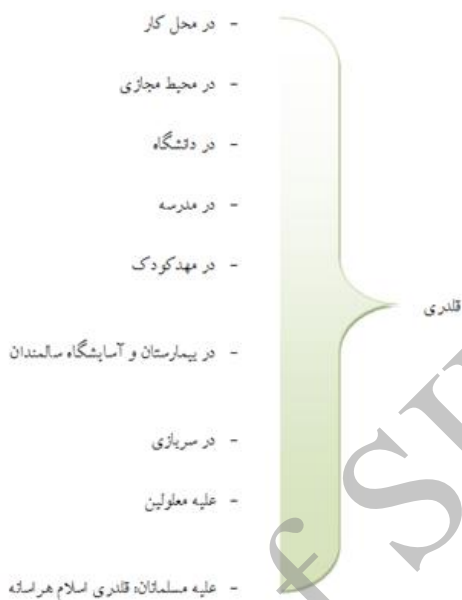 - در محل کار
- در محیط مجازی
- در دانشگاه
- در مدرسه
- در مهدکودک
قلدری
- در بیمارستان و آسایشگاه سالمندان
- در سربازی
- علیه معلولین
- علیه مسلمانان؛ قلدری اسلام هراسانه
f SI